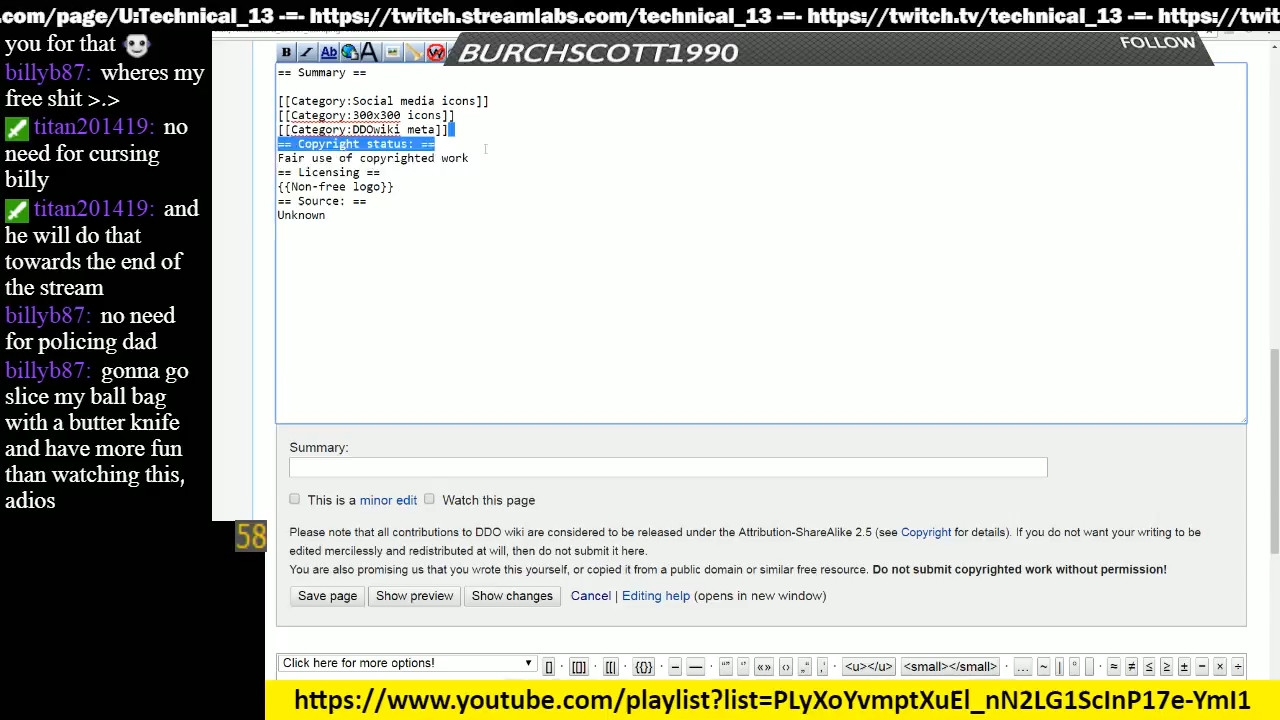 .com/page/U:Technical_13 -=- https://twitch.streamlabs.com/technical_13 -=- https://twitch.tv/technical_13 -=- https://twit
you for that
billyb87: wheres my
free shit >.>
titan201419: no
need for cursing
billy
titan201419: and
he will do that
towards the end of
the stream
billyb87: no need
for policing dad
billyb87: gonna go
slice my ball bag
with a butter knife
and have more fun
than watching this,
adios
58
BURCHSCOTT1990
FOLLOW
B I Ab A W
== Summary ==
[[Category:Social media icons]]
[[Category:300x300 icons]]
[[Category:DDOwiki meta]]
== Copyright status: ==
Fair use of copyrighted work
== Licensing ==
{{Non-free logo}}
== Source: ==
Unknown
Summary:
This is a minor edit Watch this page
Please note that all contributions to DDO wiki are considered to be released under the Attribution-ShareAlike 2.5 (see Copyright for details). If you do not want your writing to be
edited mercilessly and redistributed at will, then do not submit it here.
You are also promising us that you wrote this yourself, or copied it from a public domain or similar free resource. Do not submit copyrighted work without permission!
Save page Show preview Show changes Cancel | Editing help (opens in new window)
Click here for more options! [] · [[]] · [[| · {{}} · – — · “” ‘’ «» ‹› „“ ‚‘ · <u></u> · <small></small> · … ~ | ° · ≈ ≠ ≤ ≥ ± − × ÷
https://www.youtube.com/playlist?list=PLyXoYvmptXuEl_nN2LG1ScInP17e-YmI1